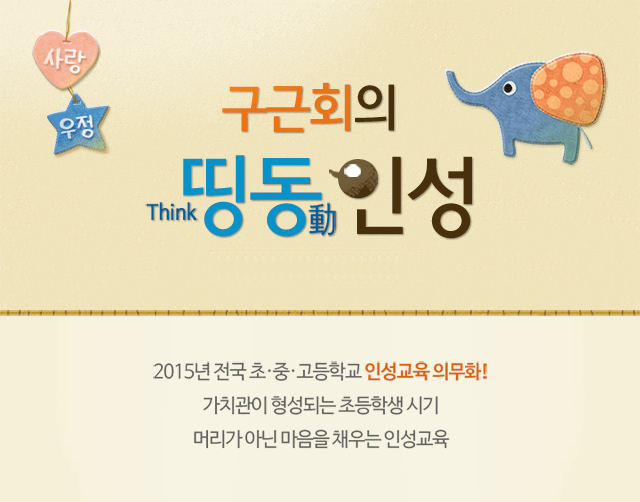 사랑
우정
구근회의
Think 띵동動 인성
2015년 전국 초·중·고등학교 인성교육 의무화!
가치관이 형성되는 초등학생 시기
머리가 아닌 마음을 채우는 인성교육